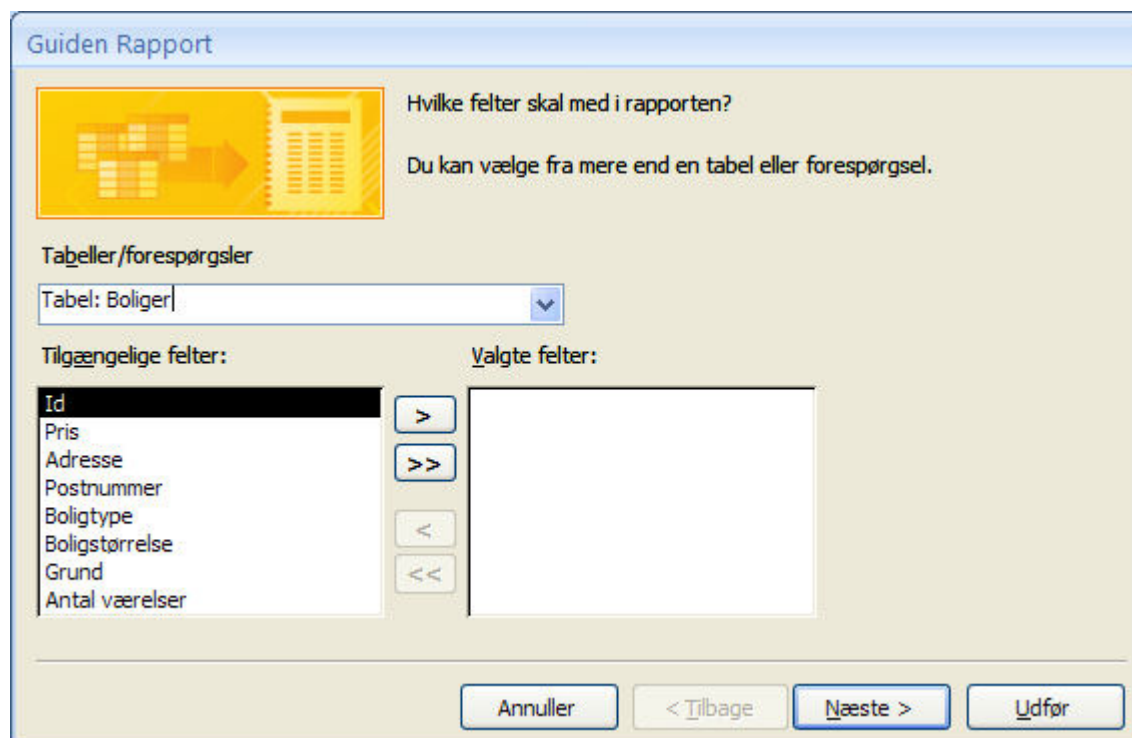 Guiden Rapport
Hvilke felter skal med i rapporten?
Du kan vælge fra mere end en tabel eller forespørgsel.
Tabeller/forespørgsler
Tabel: Boliger
Tilgængelige felter:
Valgte felter:
Id
Pris
Adresse
Postnummer
Boligtype
Boligstørrelse
Grund
Antal værelser
>
>>
<
<<
Annuller
< Tilbage
Næste >
Udfør